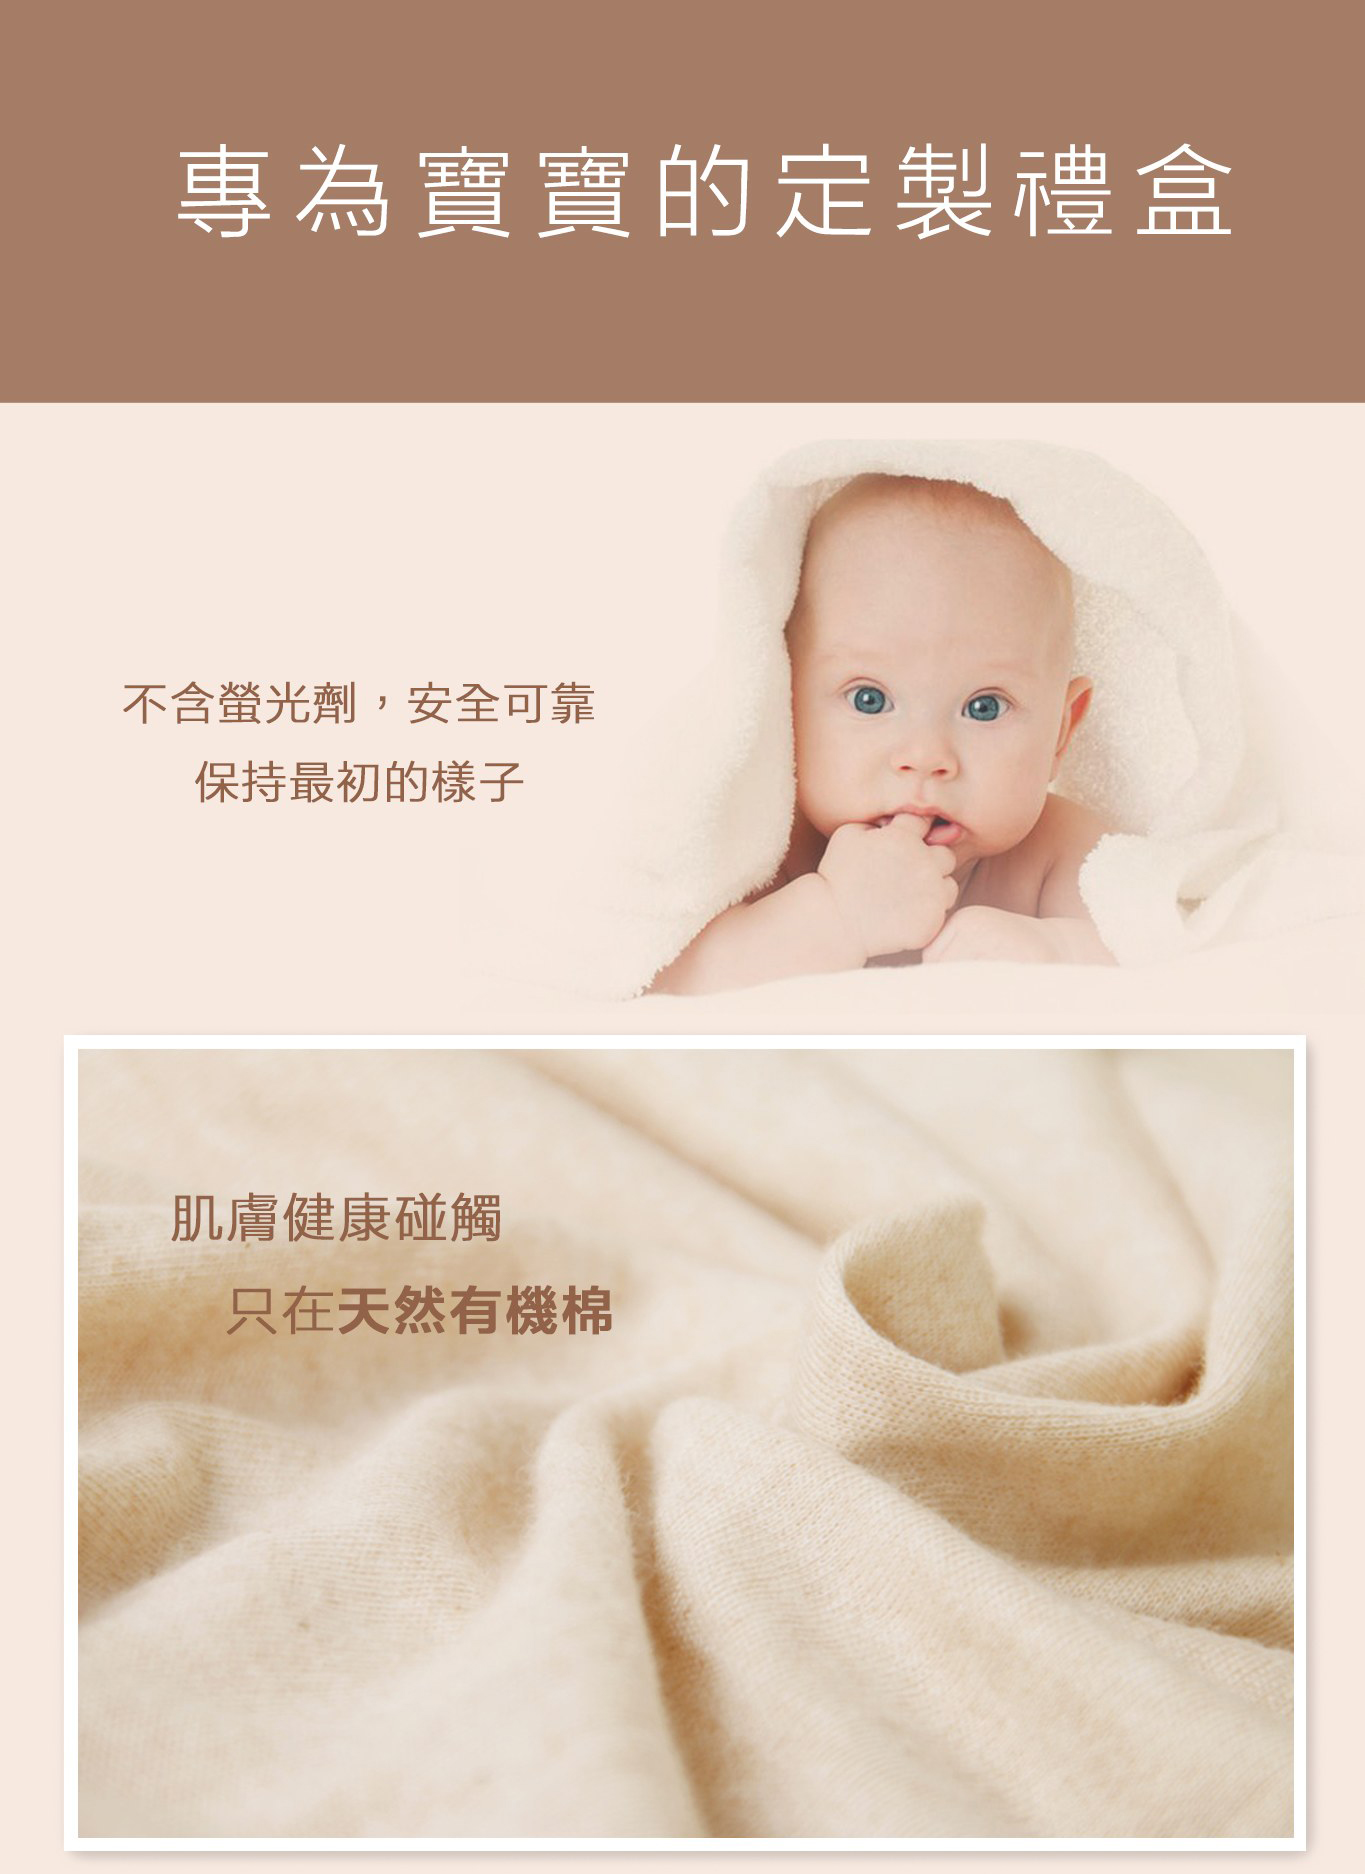 專為寶寶的定製禮盒
不含螢光劑，安全可靠
保持最初的樣子
肌膚健康碰觸
只在天然有機棉